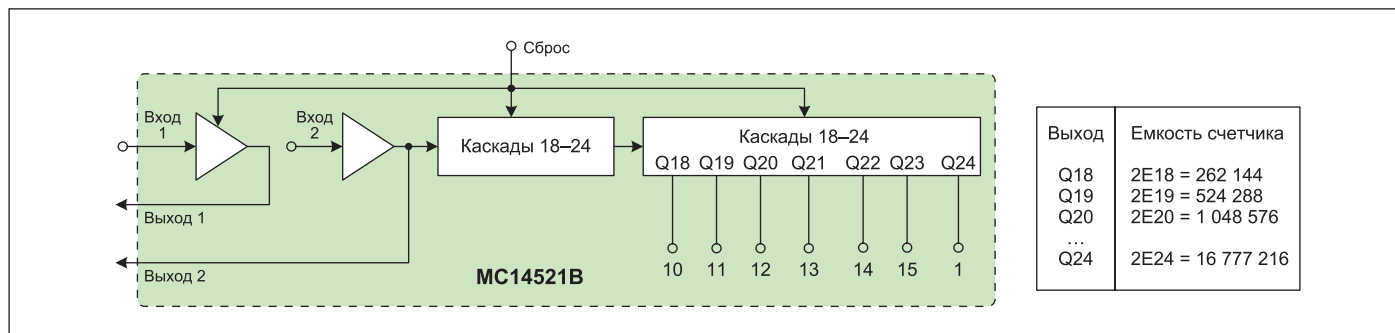 Сброс
Вход
1
Вход
2
Каскады 18–24
Каскады 18–24
Q18 Q19 Q20 Q21 Q22 Q23 Q24
Выход 1
Выход 2
10 11 12 13 14 15 1
MC14521B
Выход Емкость счетчика
Q18 2E18 = 262 144
Q19 2E19 = 524 288
Q20 2E20 = 1 048 576
...
Q24 2E24 = 16 777 216